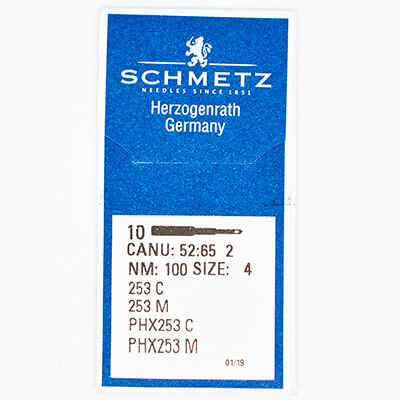 SCHMETZ
NEEDLES SINCE 1851
Herzogenrath
Germany
10
CANU: 52:65 2
NM: 100 SIZE: 4
253 C
253 M
PHX253 C
PHX253 M
01/19